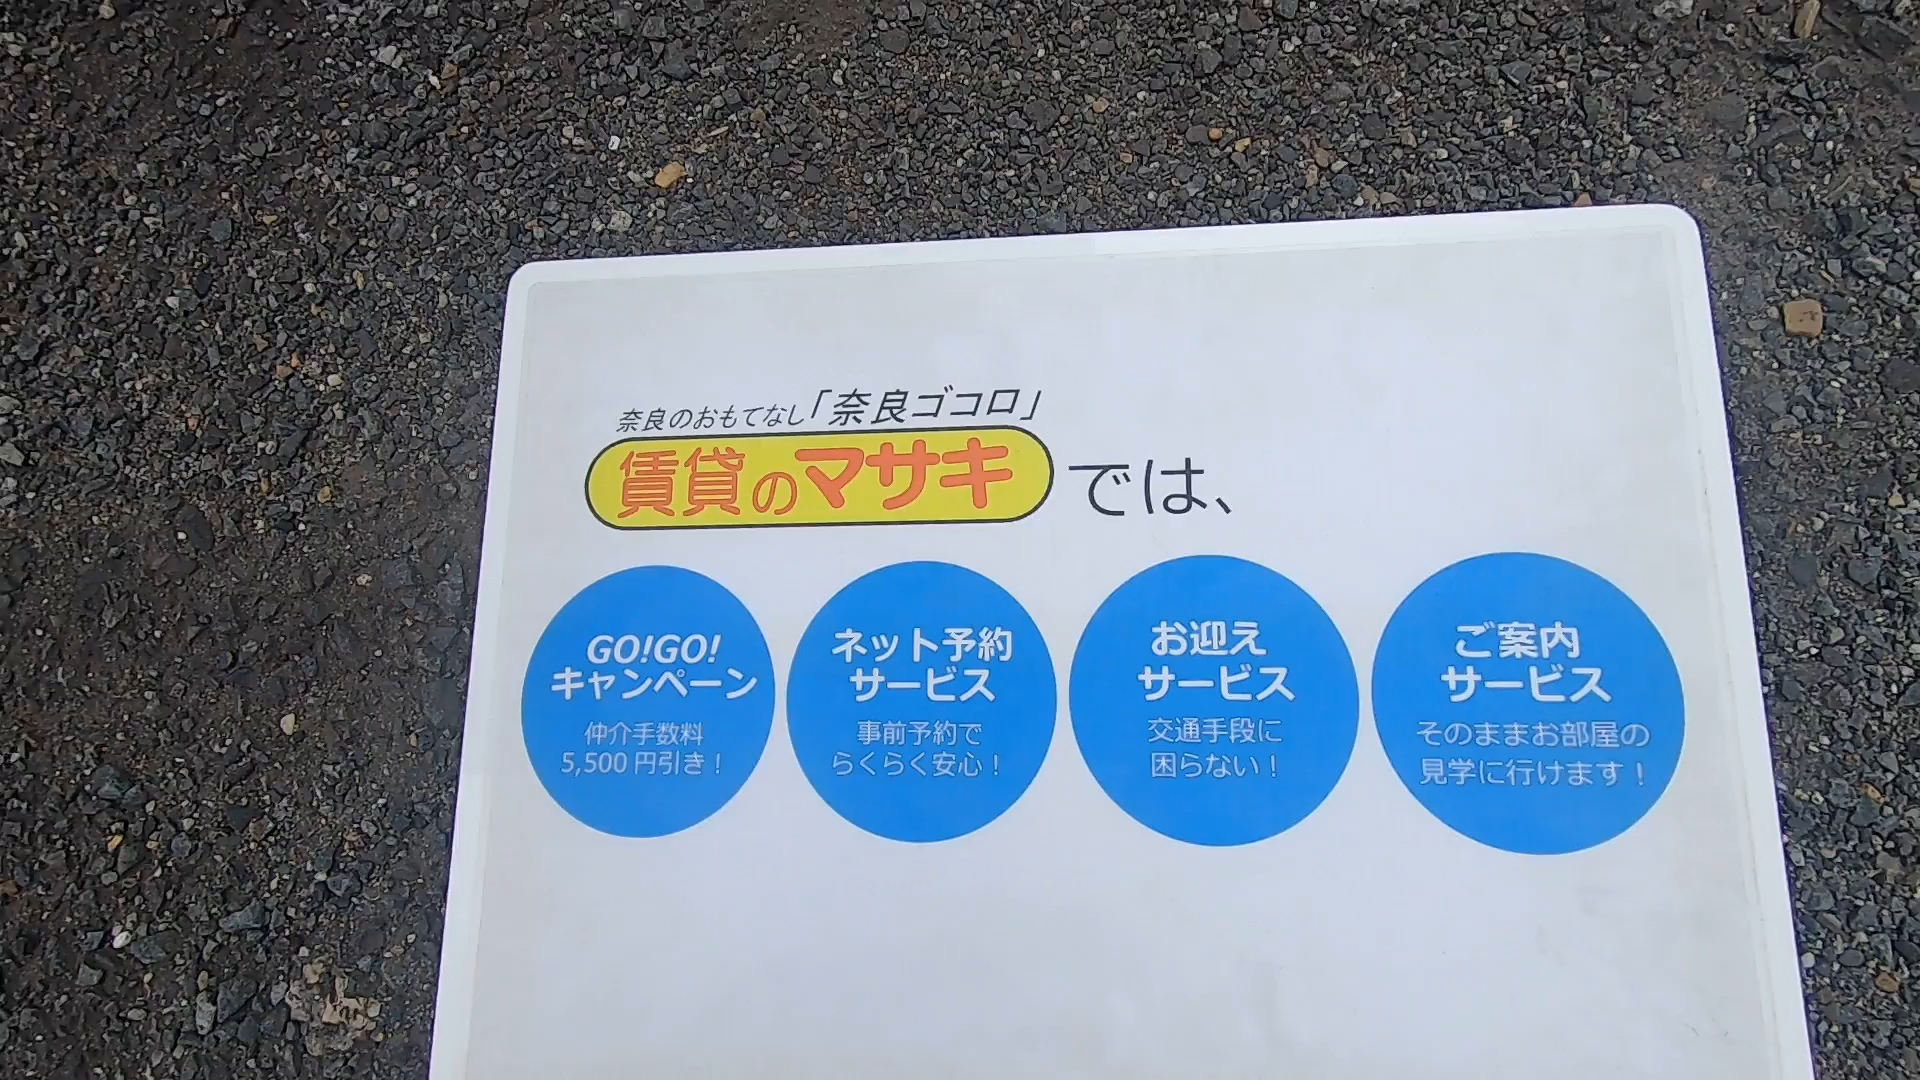 奈良のおもてなし「奈良ゴコロ」
賃貸のマサキでは、
GO!GO!
キャンペーン
仲介手数料
5,500 円引き！
ネット予約
サービス
事前予約で
らくらく安心！
お迎え
サービス
交通手段に
困らない！
ご案内
サービス
そのままお部屋の
見学に行けます！